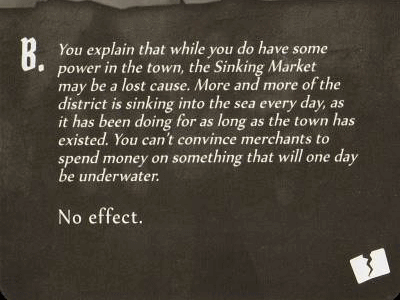 B.
You explain that while you do have some
power in the town, the Sinking Market
may be a lost cause. More and more of the
district is sinking into the sea every day, as
it has been doing for as long as the town has
existed. You can't convince merchants to
spend money on something that will one day
be underwater.
No effect.